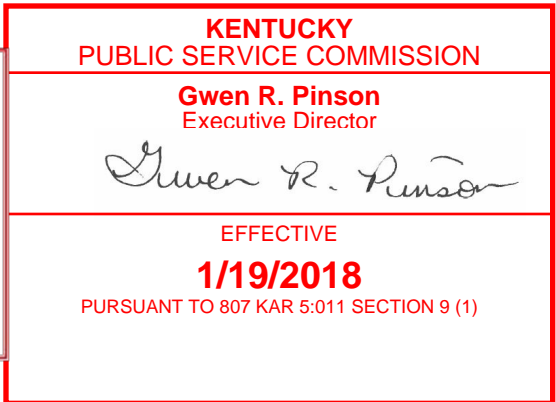 KENTUCKY
PUBLIC SERVICE COMMISSION
Gwen R. Pinson
Executive Director
Gwen R. Pinson
EFFECTIVE
1/19/2018
PURSUANT TO 807 KAR 5:011 SECTION 9 (1)